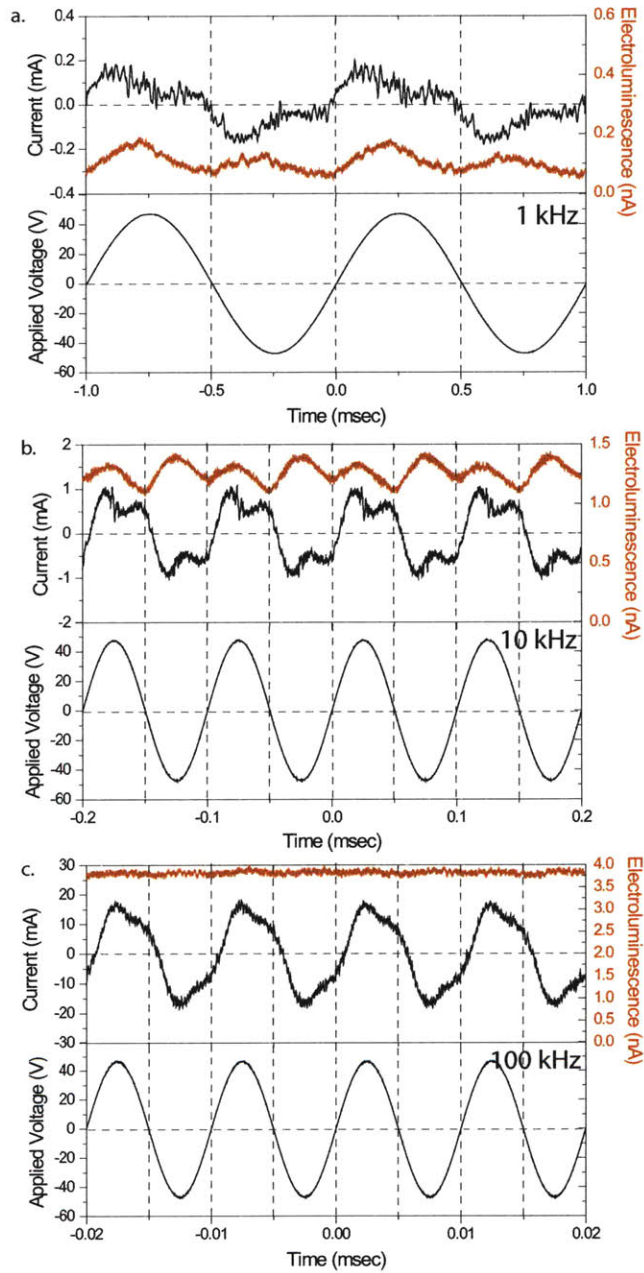 a.
0.4
0.2
0.0
-0.2
-0.4
Current (mA)
0.6
0.4
0.2
0.0
Electroluminescence (nA)
40
20
0
-20
-40
-60
Applied Voltage (V)
1 kHz
-1.0 -0.5 0.0 0.5 1.0
Time (msec)
b.
2
1
0
-1
-2
Current (mA)
1.5
1.0
0.5
0.0
Electroluminescence (nA)
40
20
0
-20
-40
-60
Applied Voltage (V)
10 kHz
-0.2 -0.1 0.0 0.1 0.2
Time (msec)
c.
30
20
10
0
-10
-20
-30
Current (mA)
4.0
3.5
3.0
2.5
2.0
1.5
1.0
0.5
0.0
Electroluminescence (nA)
40
20
0
-20
-40
-60
Applied Voltage (V)
100 kHz
-0.02 -0.01 0.00 0.01 0.02
Time (msec)